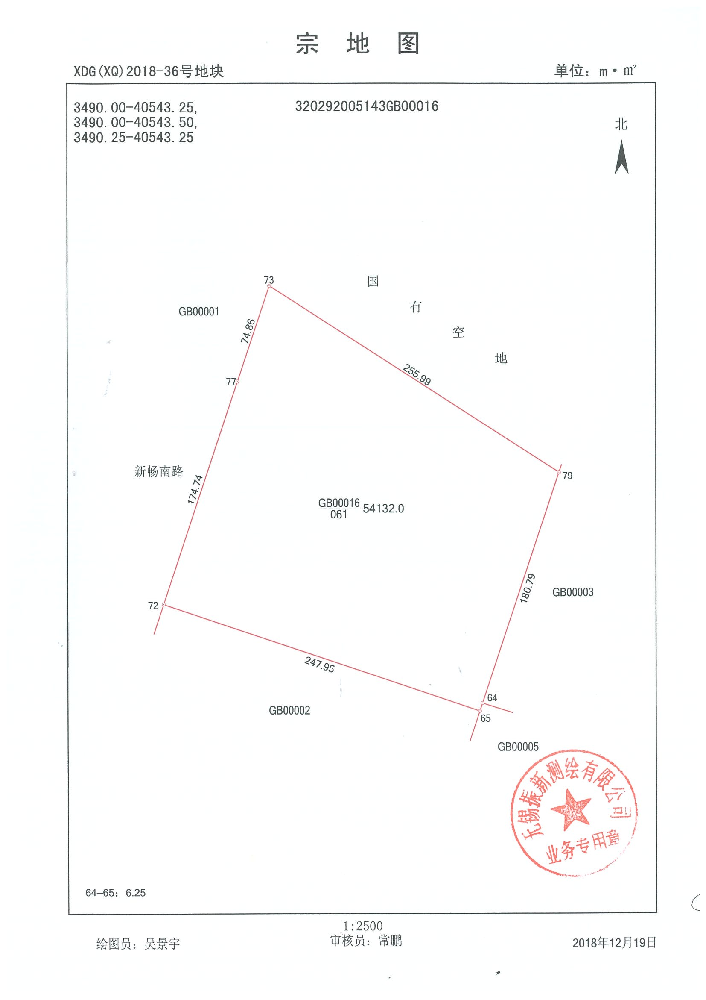 宗 地 图
XDG(XQ)2018-36号地块
单位：m·㎡
3490.00-40543.25,
3490.00-40543.50,
3490.25-40543.25
320292005143GB00016
北
73
国有空地
GB00001
74.86
255.99
77
79
新畅南路
174.74
GB00016
061
54132.0
180.79
GB00003
72
247.95
64
65
GB00002
GB00005
无锡振新测绘有限公司
业务专用章
64-65：6.25
1:2500
绘图员：吴景宇
审核员：常鹏
2018年12月19日